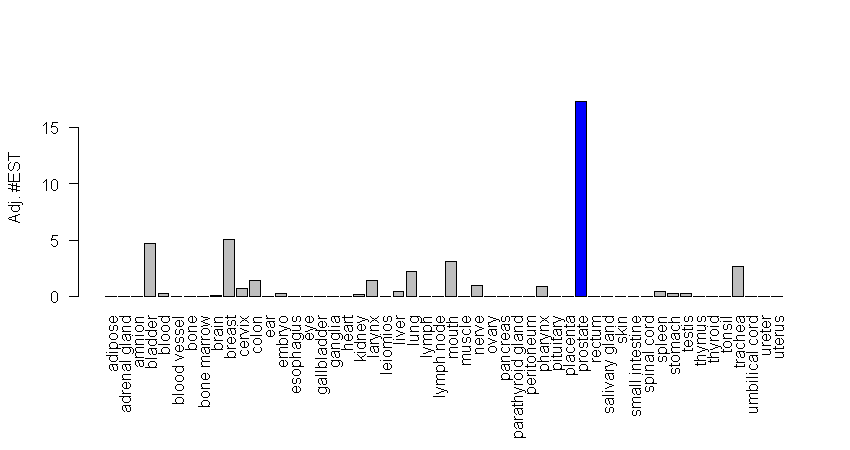 Adj. #EST
15
10
5
0
adipose
adrenal gland
amnion
bladder
blood
blood vessel
bone
bone marrow
brain
breast
cervix
colon
ear
embryo
esophagus
eye
gallbladder
ganglia
heart
kidney
larynx
leiomios
liver
lung
lymph
lymph node
mouth
muscle
nerve
ovary
pancreas
parathyroid gland
peritoneum
pharynx
pituitary
placenta
prostate
rectum
salivary gland
skin
small intestine
spinal cord
spleen
stomach
testis
thymus
thyroid
tonsil
trachea
umbilical cord
ureter
uterus